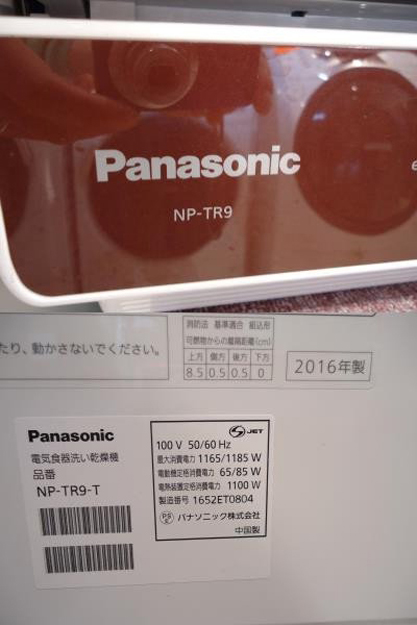 Panasonic
NP-TR9
e
たり、動かさないでください。
消防法 基準適合 組込形
可燃物からの離隔距離(cm)
上方 側方 後方 下方
8.5 0.5 0.5 0
2016年製
Panasonic
電気食器洗い乾燥機
品番
NP-TR9-T
JET
100 V 50/60 Hz
最大消費電力 1165/1185 W
電動機定格消費電力 65/85 W
電熱装置定格消費電力 1100 W
製造番号 1652ET0804
PS E パナソニック株式会社
中国製